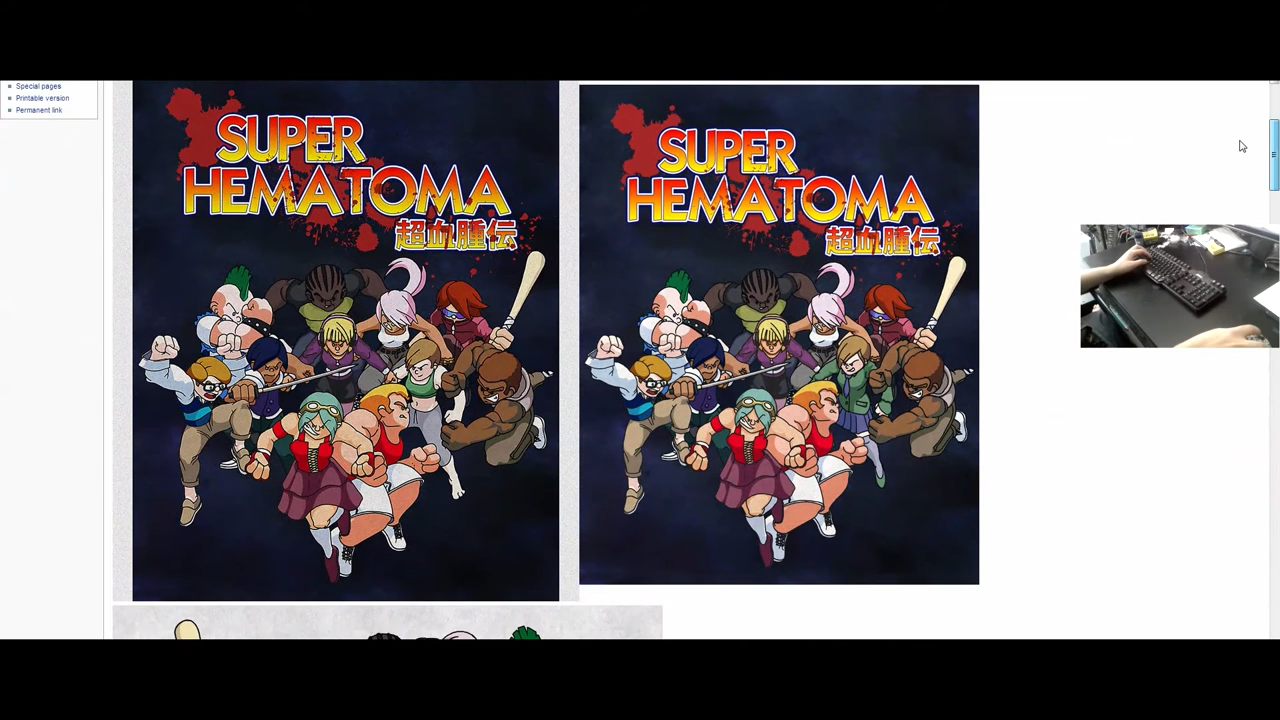 Special pages
Printable version
Permanent link
SUPER
HEMATOMA
超血腫伝
SUPER
HEMATOMA
超血腫伝